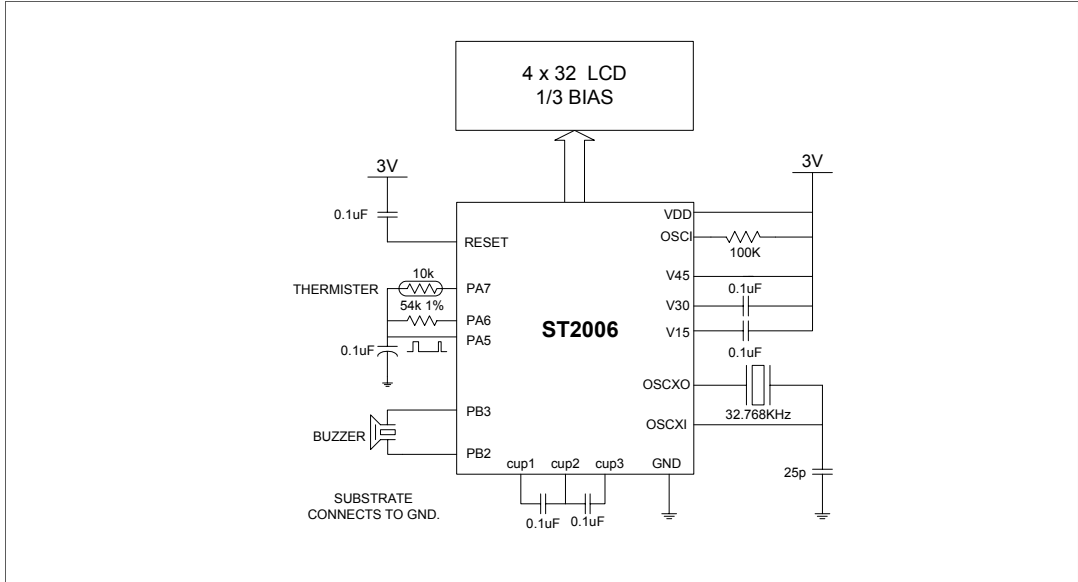 4 x 32 LCD
1/3 BIAS
3V
0.1uF
RESET
THERMISTER
10k
PA7
54k 1%
PA6
PA5
0.1uF
BUZZER
PB3
PB2
SUBSTRATE
CONNECTS TO GND.
ST2006
cup1
cup2
cup3
GND
0.1uF
0.1uF
3V
VDD
OSCI
100K
V45
0.1uF
V30
V15
0.1uF
OSCXO
32.768KHz
OSCXI
25p